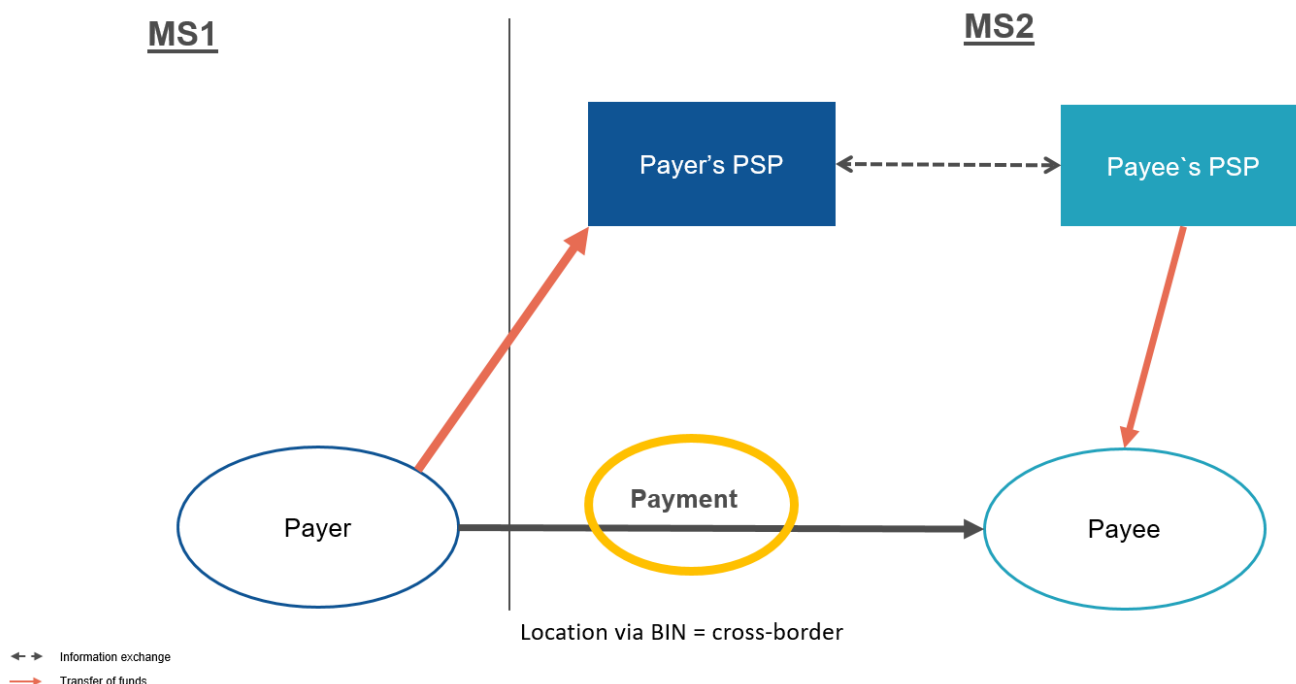 MS1
MS2
Payer’s PSP
Payee`s PSP
Payment
Payer
Payee
Location via BIN = cross-border
Information exchange
Transfer of funds